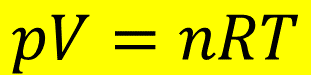 pV = nRT